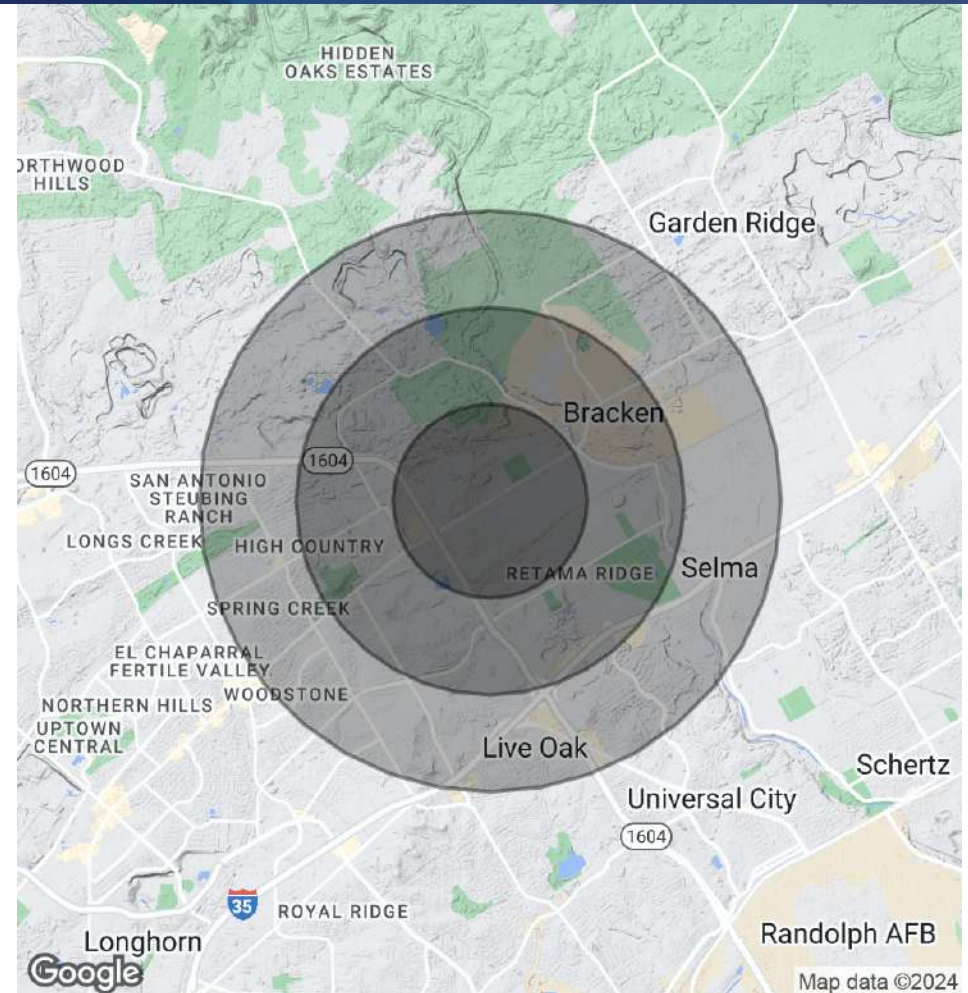 HIDDEN
OAKS ESTATES
ORTHWOOD
HILLS
Garden Ridge
Bracken
1604
1604
SAN ANTONIO
STEUBING
RANCH
LONGS CREEK
HIGH COUNTRY
RETAMA RIDGE
Selma
SPRING CREEK
EL CHAPARRAL
FERTILE VALLEY
WOODSTONE
NORTHERN HILLS
UPTOWN
CENTRAL
Live Oak
Schertz
Universal City
1604
35
ROYAL RIDGE
Longhorn
Randolph AFB
Google
Map data ©2024